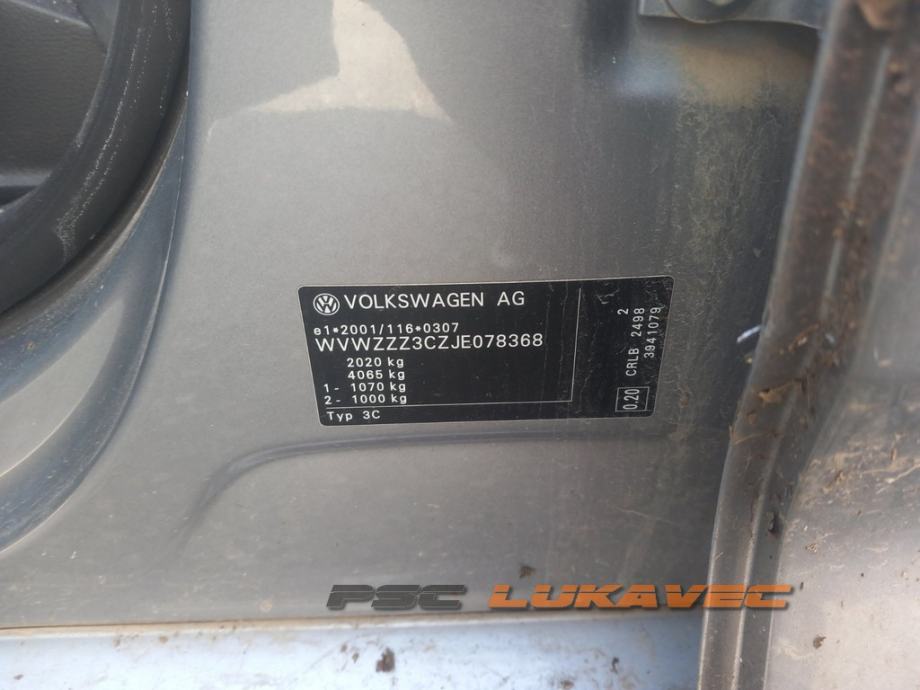 VOLKSWAGEN AG
e1*2001/116*0307
WVWZZZ3CZJE078368
2020 kg
4065 kg
1- 1070 kg
2- 1000 kg
Typ 3C
0.20 CRLB 2498 2
3941079
PSC LUKAVEC